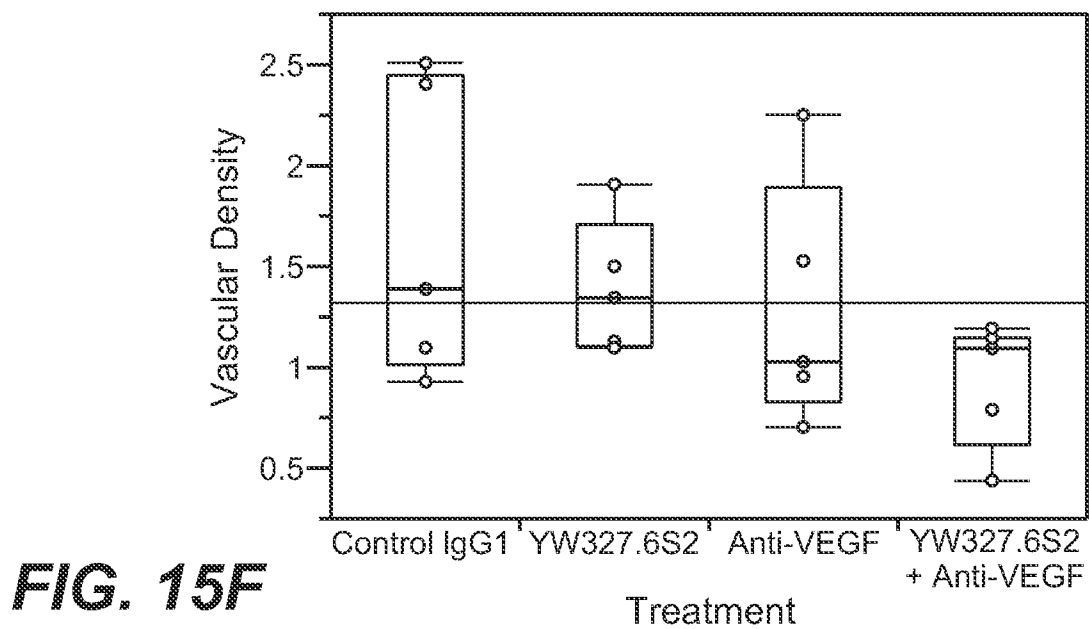 Vascular Density
2.5
2
1.5
1
0.5
Control IgG1 YW327.6S2 Anti-VEGF YW327.6S2
+ Anti-VEGF
Treatment
FIG. 15F